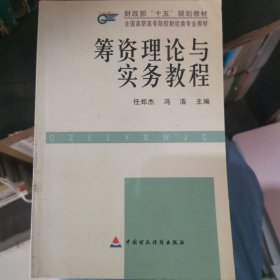 财政部“十五”规划教材
全国高职高专院校财经类专业教材
筹资理论与
实务教程
任郑杰 冯浩 主编
CZLLYSWJC
中国财政经济出版社